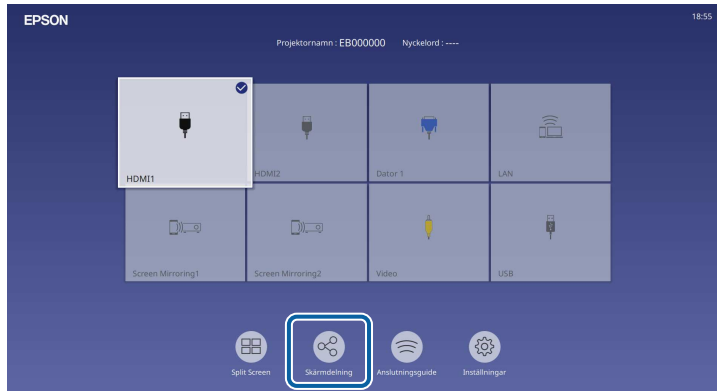 EPSON
18:55
Projektornamn : EB000000 Nyckelord : ----
HDMI1
HDMI2
Dator 1
LAN
Screen Mirroring1
Screen Mirroring2
Video
USB
Split Screen
Skärmdelning
Anslutningsguide
Inställningar